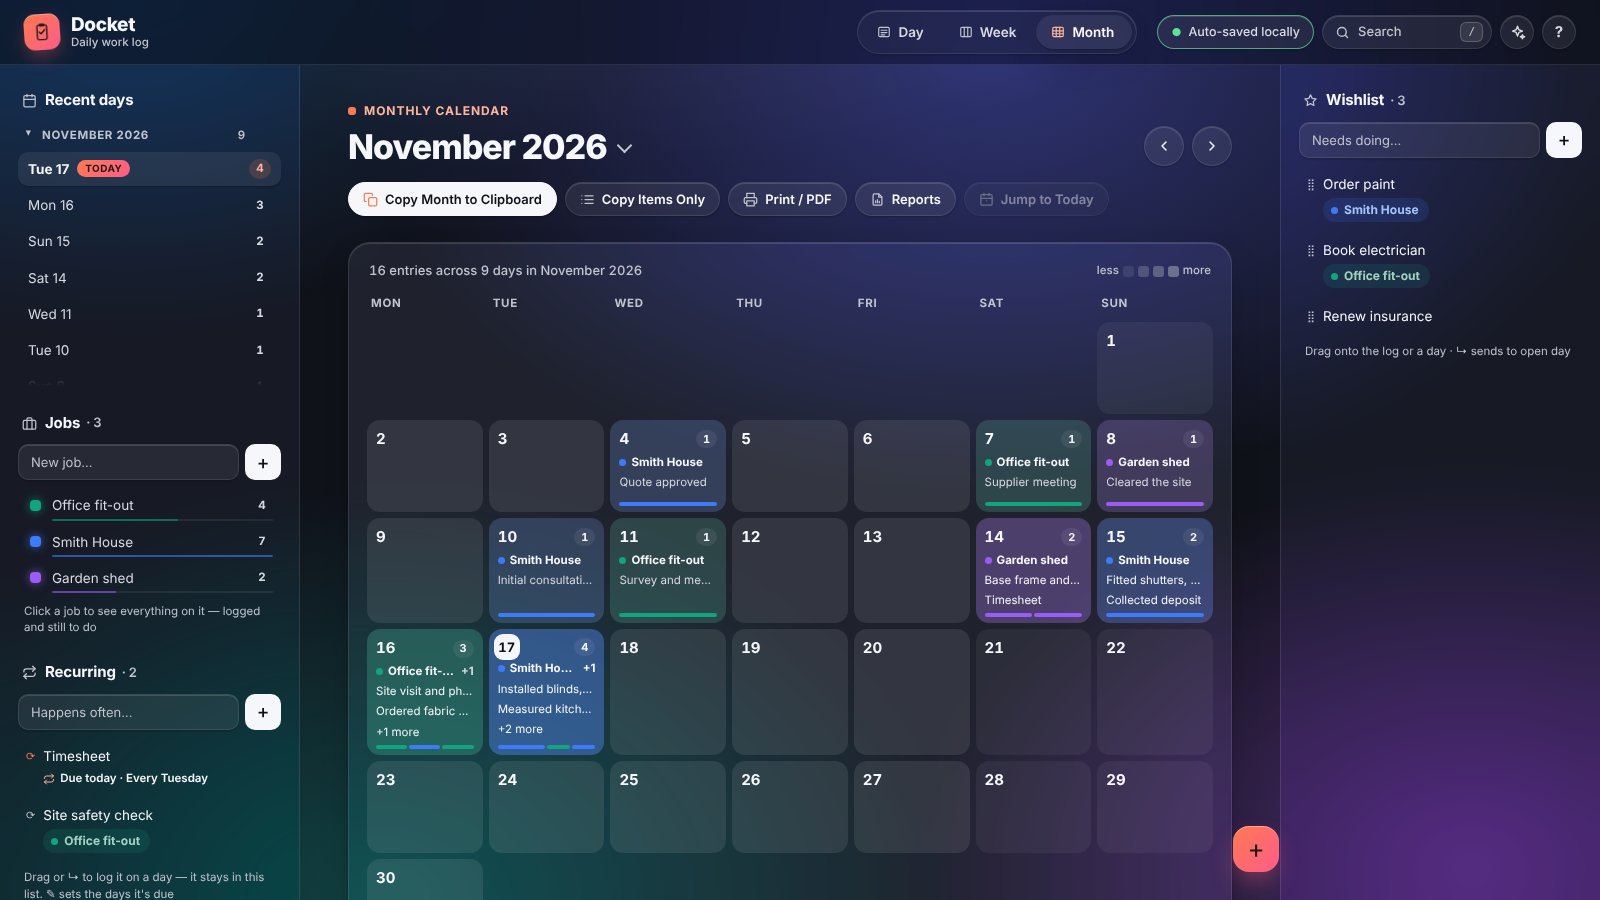 Docket
Daily work log
Day
Week
Month
Auto-saved locally
Search
/
?
Recent days
NOVEMBER 2026
9
Tue 17 TODAY 4
Mon 16 3
Sun 15 2
Sat 14 2
Wed 11 1
Tue 10 1
Sun 8 1
Jobs · 3
New job...
+
Office fit-out 4
Smith House 7
Garden shed 2
Click a job to see everything on it — logged
and still to do
Recurring · 2
Happens often...
+
Timesheet
Due today · Every Tuesday
Site safety check
Office fit-out
Drag or ↳ to log it on a day — it stays in this
list. ✎ sets the days it's due
MONTHLY CALENDAR
November 2026
Copy Month to Clipboard
Copy Items Only
Print / PDF
Reports
Jump to Today
16 entries across 9 days in November 2026
less more
MON TUE WED THU FRI SAT SUN
1
2
3
4 1
Smith House
Quote approved
5
6
7 1
Office fit-out
Supplier meeting
8 1
Garden shed
Cleared the site
9
10 1
Smith House
Initial consultati...
11 1
Office fit-out
Survey and me...
12
13
14 2
Garden shed
Base frame and...
Timesheet
15 2
Smith House
Fitted shutters, ...
Collected deposit
16 3
Office fit-... +1
Site visit and ph...
Ordered fabric ...
+1 more
17 4
Smith Ho... +1
Installed blinds,...
Measured kitch...
+2 more
18
19
20
21
22
23
24
25
26
27
28
29
30
+
Wishlist · 3
Needs doing...
+
Order paint
Smith House
Book electrician
Office fit-out
Renew insurance
Drag onto the log or a day · ↳ sends to open day